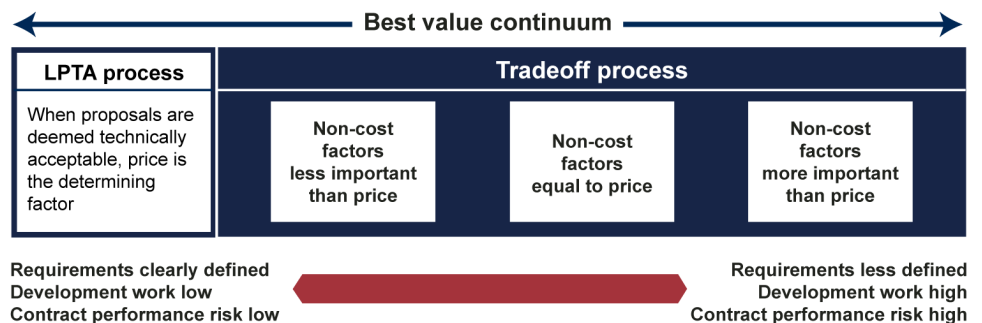 Best value continuum
LPTA process
When proposals are
deemed technically
acceptable, price is
the determining
factor
Tradeoff process
Non-cost
factors
less important
than price
Non-cost
factors
equal to price
Non-cost
factors
more important
than price
Requirements clearly defined
Development work low
Contract performance risk low
Requirements less defined
Development work high
Contract performance risk high